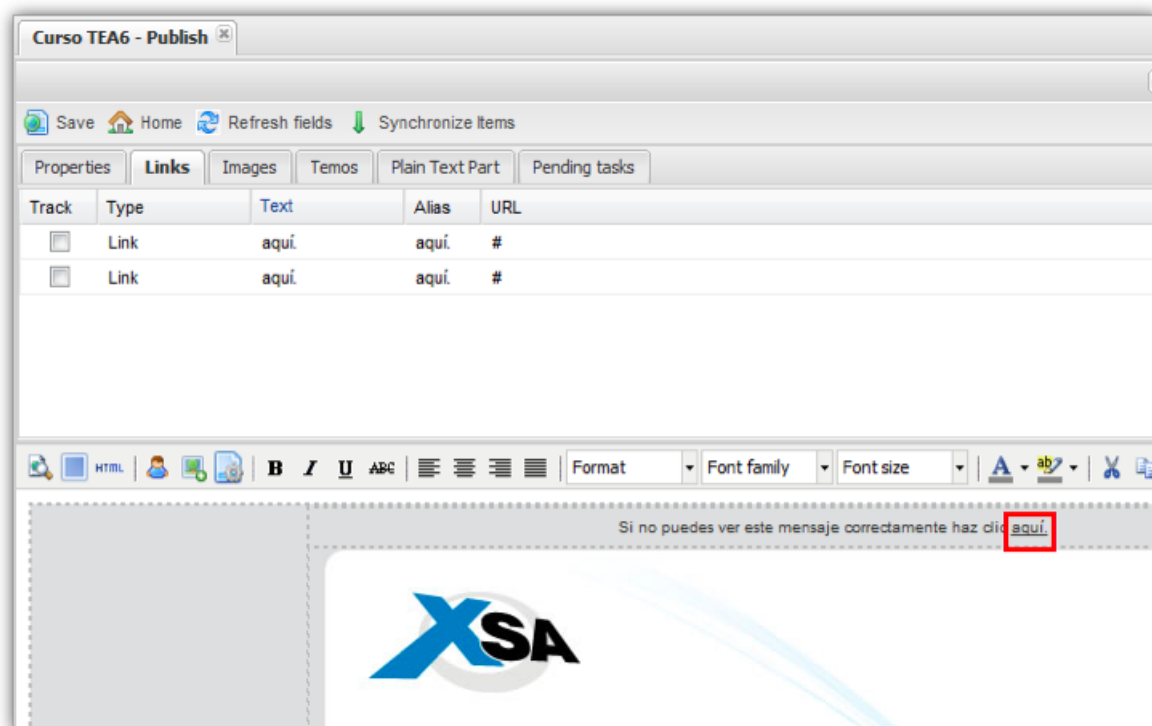 Curso TEA6 - Publish
Save Home Refresh fields Synchronize Items
Properties Links Images Temos Plain Text Part Pending tasks
Track Type Text Alias URL
Link aquí. aquí. #
Link aquí. aquí. #
HTML B I U ABC Format Font family Font size A ab
Si no puedes ver este mensaje correctamente haz clic aquí.
XSA